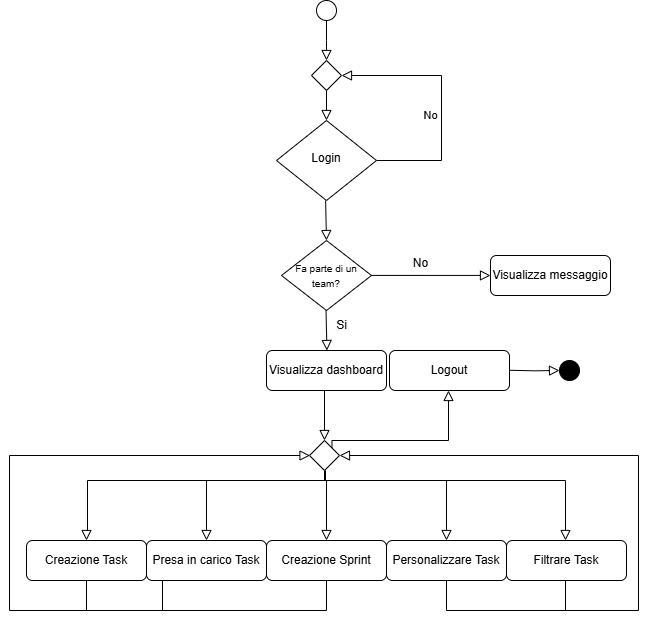 No
Login
Fa parte di un
team?
No
Visualizza messaggio
Si
Visualizza dashboard
Logout
Creazione Task
Presa in carico Task
Creazione Sprint
Personalizzare Task
Filtrare Task